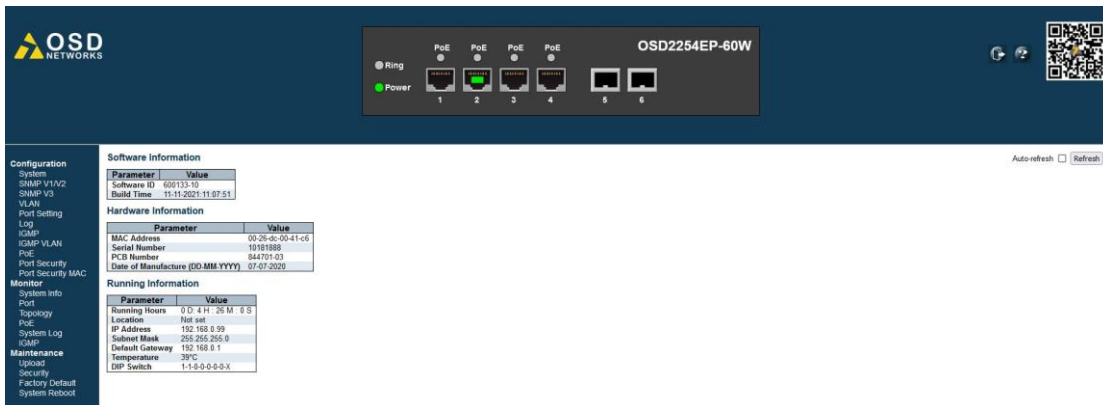 OSD
NETWORKS
OSD2254EP-60W
PoE PoE PoE PoE
Ring
Power
1 2 3 4 5 6
Configuration
System
SNMP V1/V2
SNMP V3
VLAN
Port Setting
Log
IGMP
IGMP VLAN
PoE
Port Security
Port Security MAC
Monitor
System Info
Port
Topology
PoE
System Log
IGMP
Maintenance
Upload
Security
Factory Default
System Reboot
Auto-refresh Refresh
Software Information
Parameter Value
Software ID 600133-10
Build Time 11-11-2021:11:07:51
Hardware Information
Parameter Value
MAC Address 00-26-dc-00-41-c6
Serial Number 10181888
PCB Number 844701-03
Date of Manufacture (DD-MM-YYYY) 07-07-2020
Running Information
Parameter Value
Running Hours 0 D: 4 H : 26 M : 0 S
Location Not set
IP Address 192.168.0.99
Subnet Mask 255.255.255.0
Default Gateway 192.168.0.1
Temperature 39°C
DIP Switch 1-1-0-0-0-0-0-X